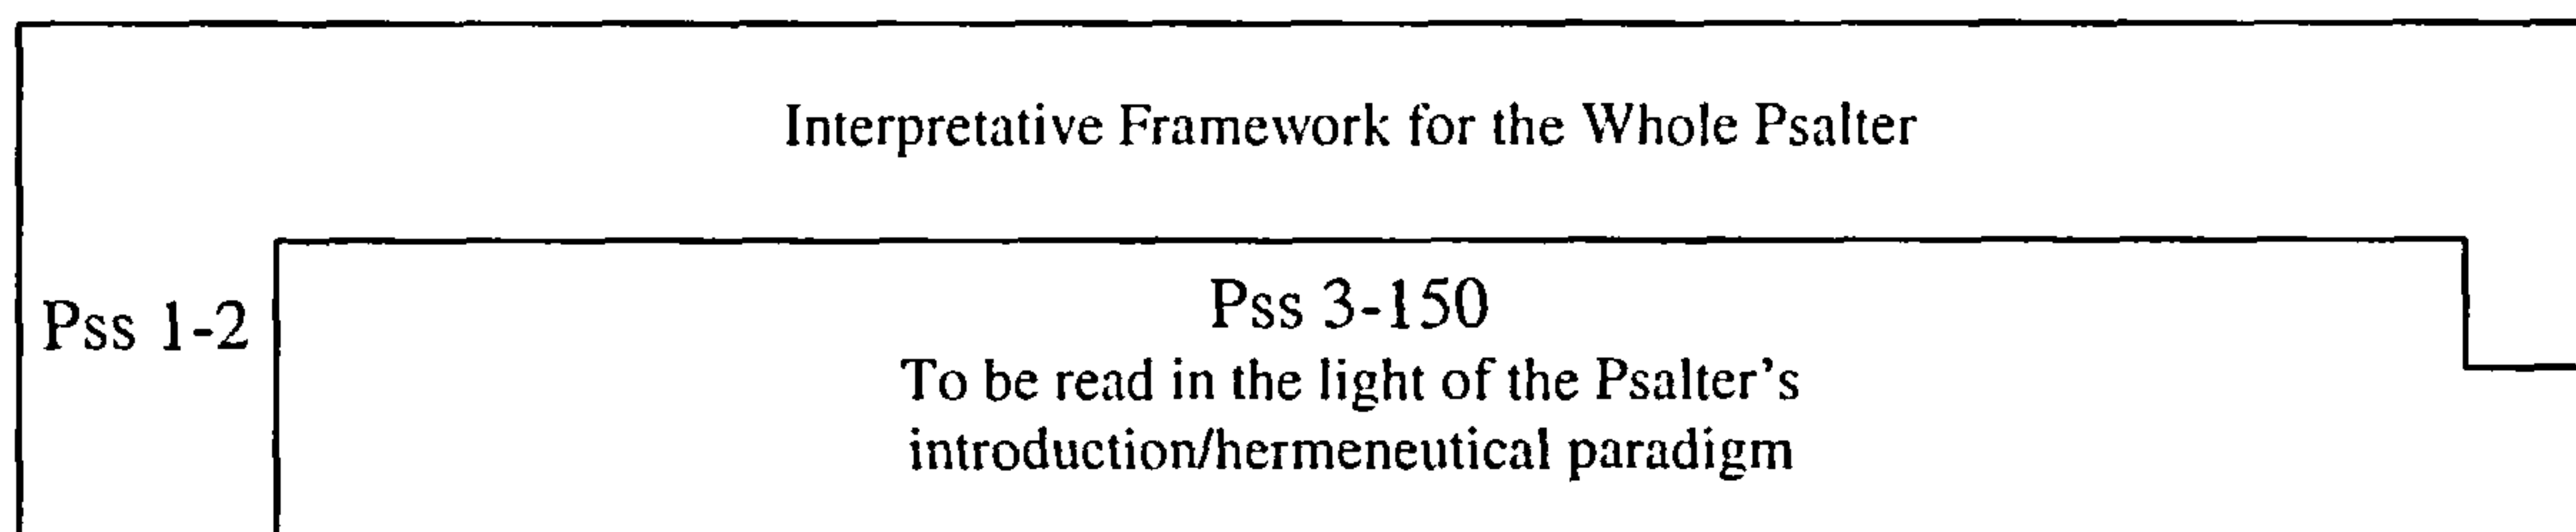 Interpretative Framework for the Whole Psalter
Pss 1-2
Pss 3-150
To be read in the light of the Psalter's
introduction/hermeneutical paradigm